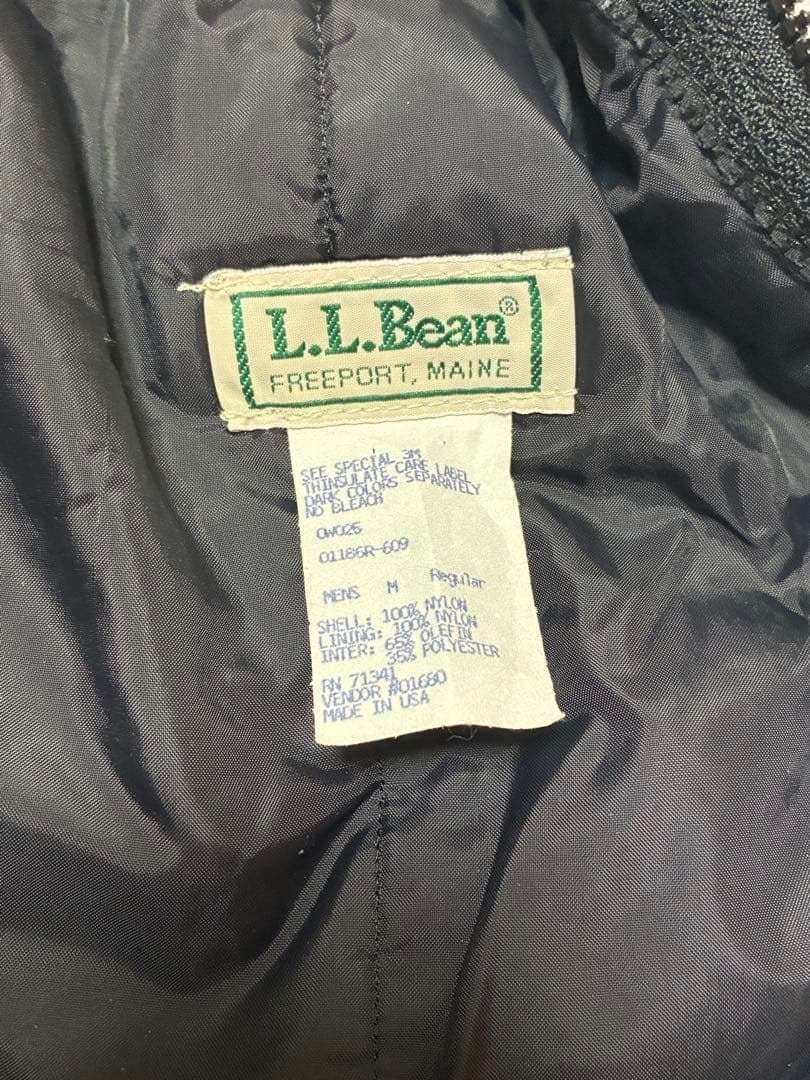 L.L.Bean®
FREEPORT, MAINE
SEE SPECIAL 3M
THINSULATE CARE LABEL
DARK COLORS SEPARATELY
NO BLEACH
OW025
01186R-609
MENS M Regular
SHELL: 100% NYLON
LINING: 100% NYLON
INTER: 65% OLEFIN
35% POLYESTER
RN 71341
VENDOR #01680
MADE IN USA